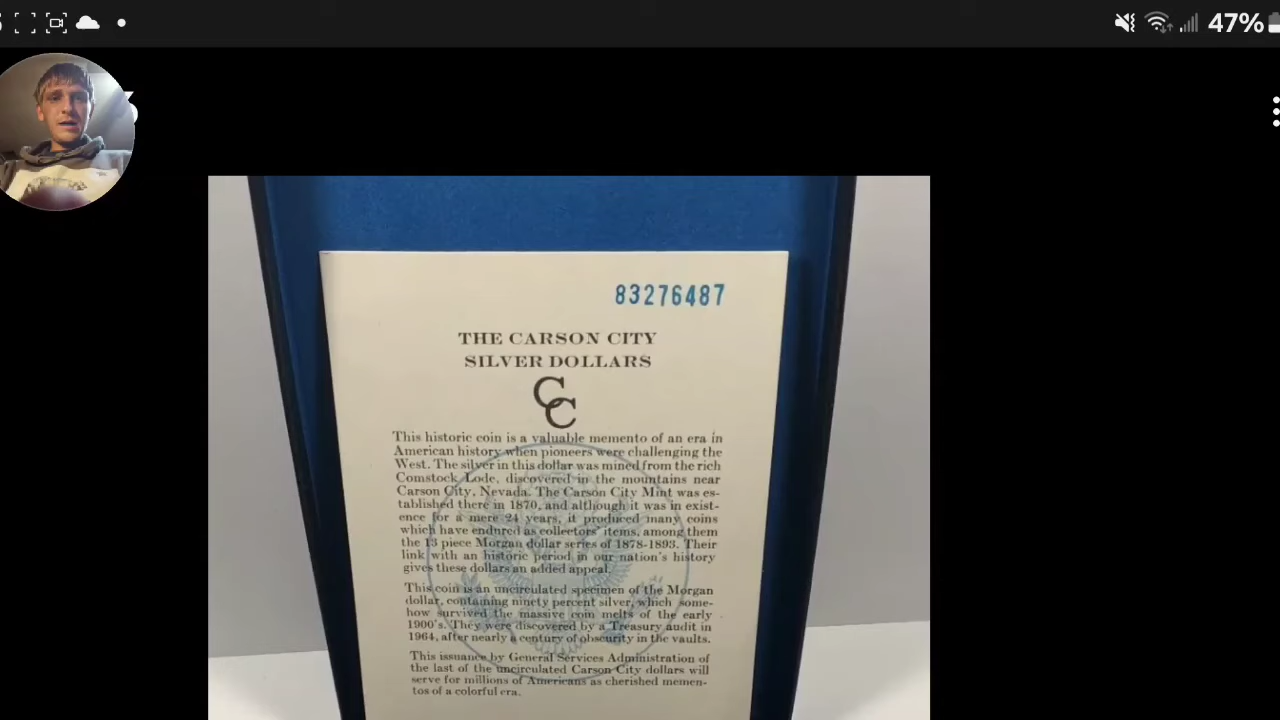 47%
83276487
THE CARSON CITY
SILVER DOLLARS
CC
This historic coin is a valuable memento of an era in
American history when pioneers were challenging the
West. The silver in this dollar was mined from the rich
Comstock Lode, discovered in the mountains near
Carson City, Nevada. The Carson City Mint was es-
tablished there in 1870, and although it was in exist-
ence for a mere 24 years, it produced many coins
which have endured as collectors' items, among them
the 13 piece Morgan dollar series of 1878-1893. Their
link with an historic period in our nation's history
gives these dollars an added appeal.
This coin is an uncirculated specimen of the Morgan
dollar, containing ninety percent silver, which some-
how survived the massive coin melts of the early
1900's. They were discovered by a Treasury audit in
1964, after nearly a century of obscurity in the vaults.
This issuance by General Services Administration of
the last of the uncirculated Carson City dollars will
serve for millions of Americans as cherished memen-
tos of a colorful era.